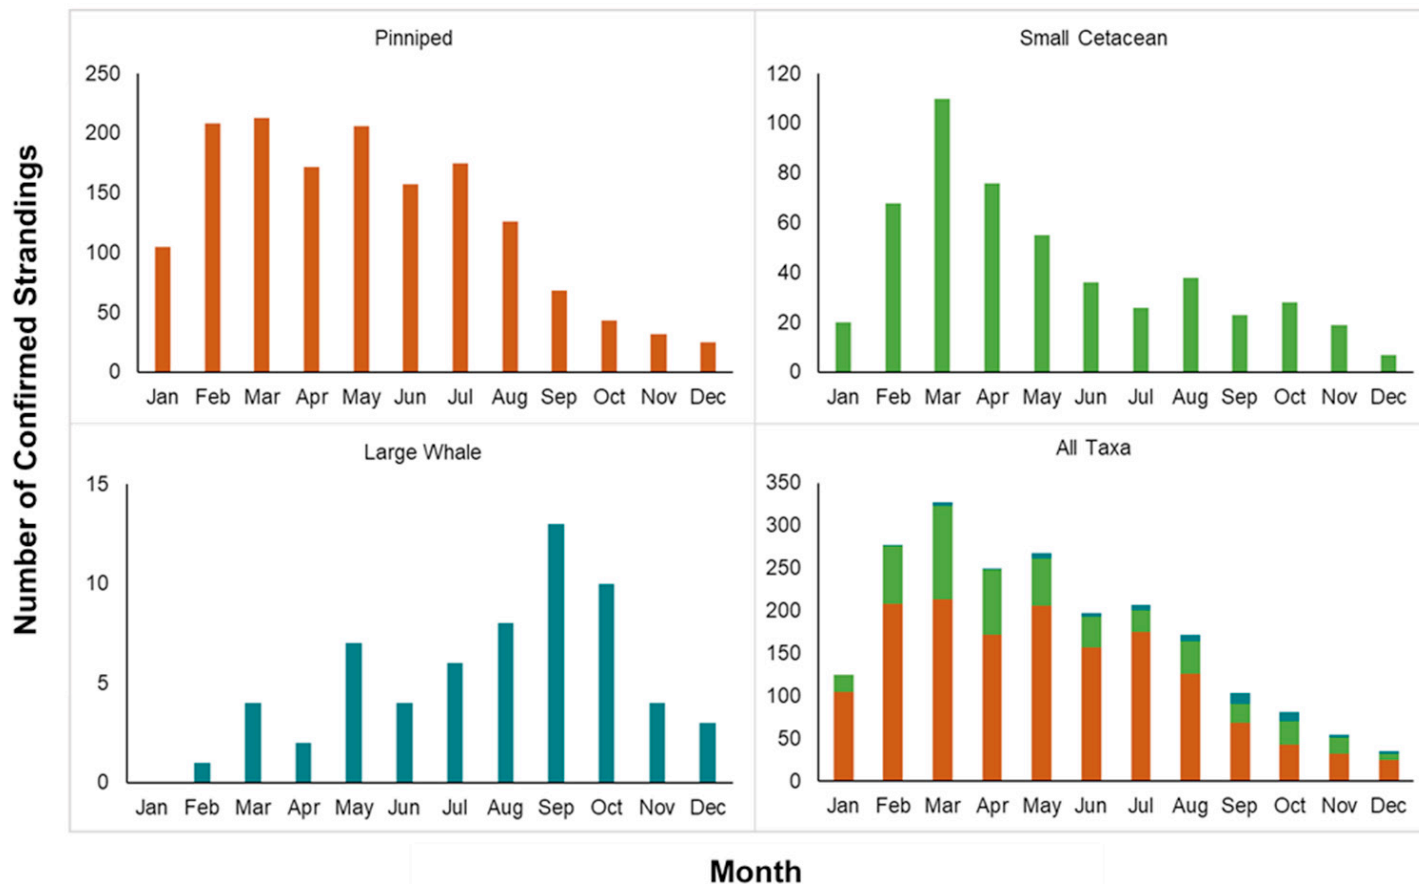 Number of Confirmed Strandings
Pinniped
250
200
150
100
50
0
Jan Feb Mar Apr May Jun Jul Aug Sep Oct Nov Dec
Small Cetacean
120
100
80
60
40
20
0
Jan Feb Mar Apr May Jun Jul Aug Sep Oct Nov Dec
Large Whale
15
10
5
0
Jan Feb Mar Apr May Jun Jul Aug Sep Oct Nov Dec
All Taxa
350
300
250
200
150
100
50
0
Jan Feb Mar Apr May Jun Jul Aug Sep Oct Nov Dec
Month